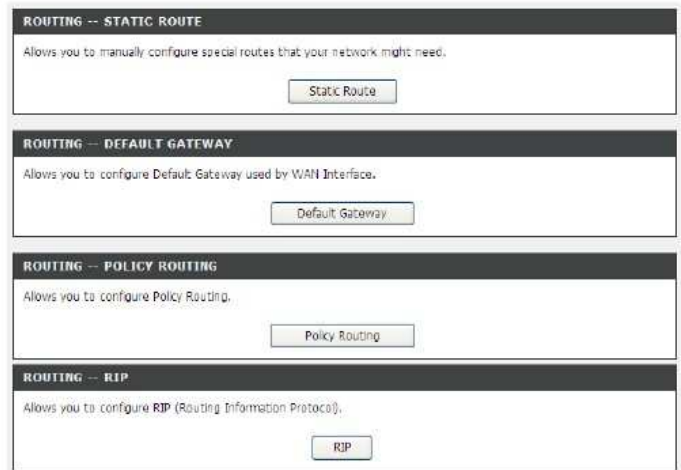 ROUTING -- STATIC ROUTE
Allows you to manually configure special routes that your network might need.
Static Route
ROUTING -- DEFAULT GATEWAY
Allows you to configure Default Gateway used by WAN Interface.
Default Gateway
ROUTING -- POLICY ROUTING
Allows you to configure Policy Routing.
Policy Routing
ROUTING -- RIP
Allows you to configure RIP (Routing Information Protocol).
RIP